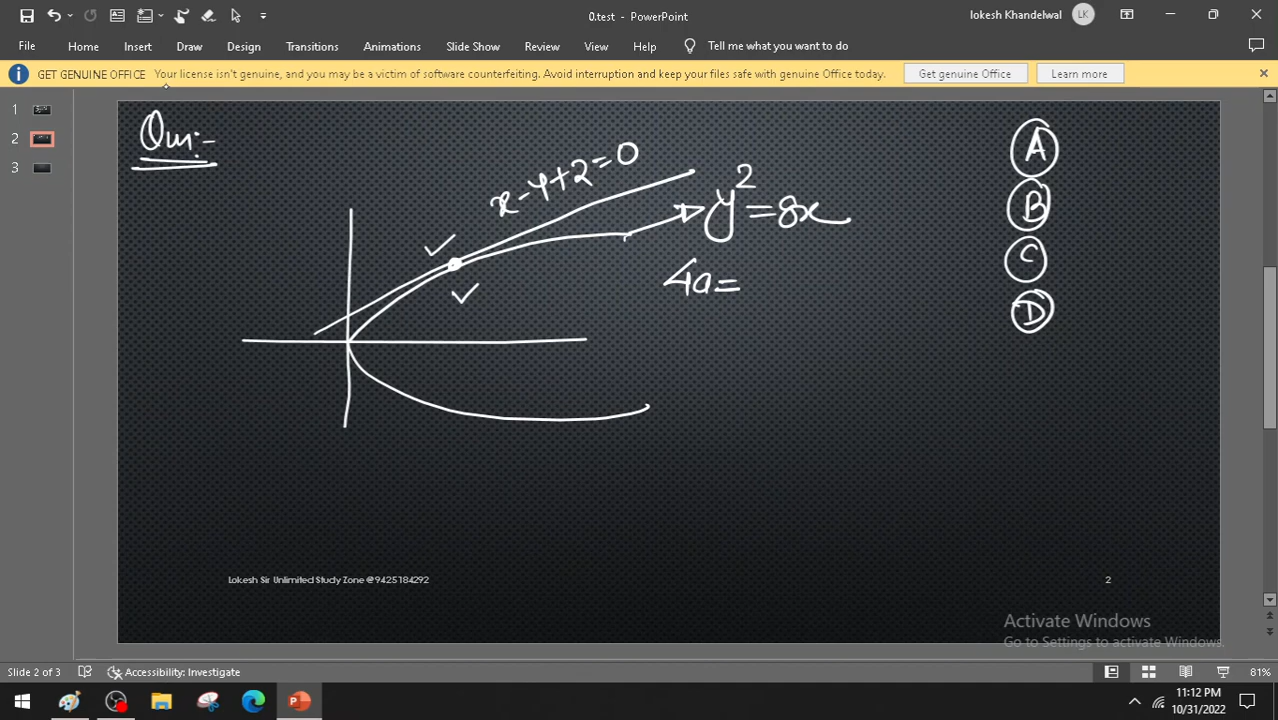 0.test - PowerPoint
lokesh Khandelwal LK
File Home Insert Draw Design Transitions Animations Slide Show Review View Help Tell me what you want to do
GET GENUINE OFFICE Your license isn't genuine, and you may be a victim of software counterfeiting. Avoid interruption and keep your files safe with genuine Office today. Get genuine Office Learn more
1
2
3
Que:-
x-y+2=0
y²=8x
4a=
A
B
C
D
Lokesh Sir Unlimited Study Zone @9425184292
2
Activate Windows
Go to Settings to activate Windows.
Slide 2 of 3 Accessibility: Investigate 81%
11:12 PM
10/31/2022